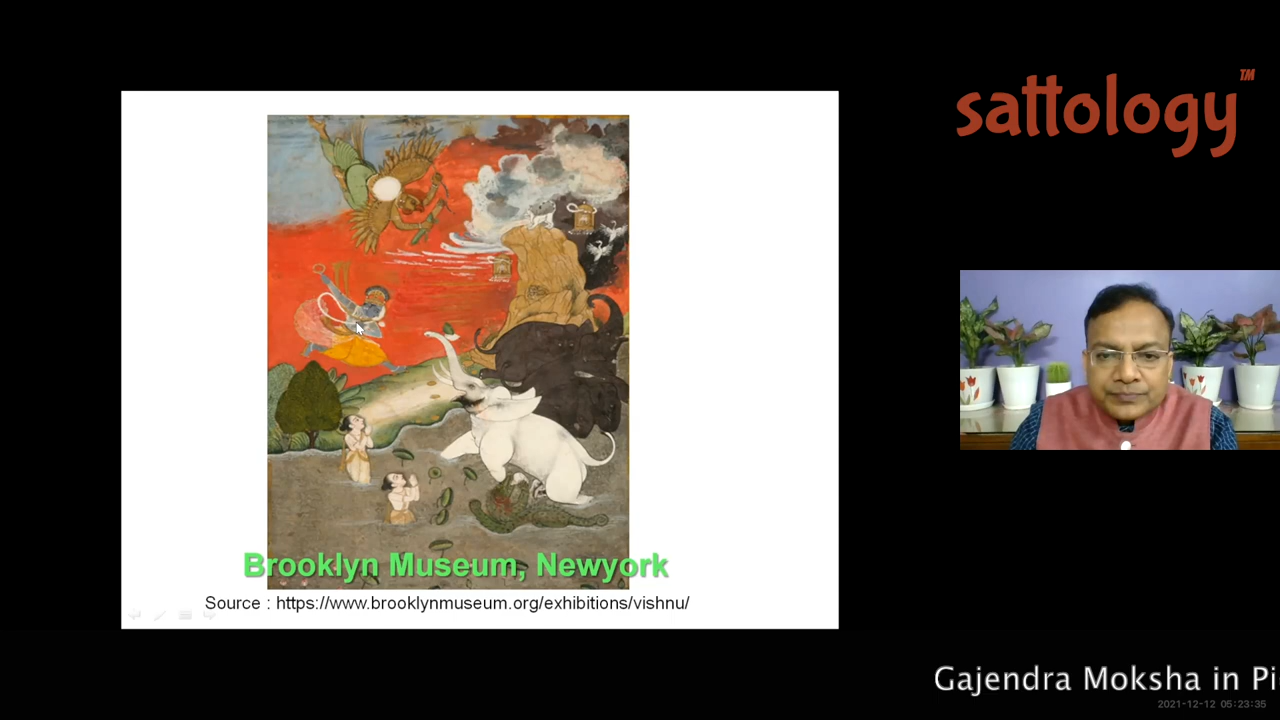 sattology™
Brooklyn Museum, Newyork
Source : https://www.brooklynmuseum.org/exhibitions/vishnu/
Gajendra Moksha in Pi
2021-12-12 05:23:35